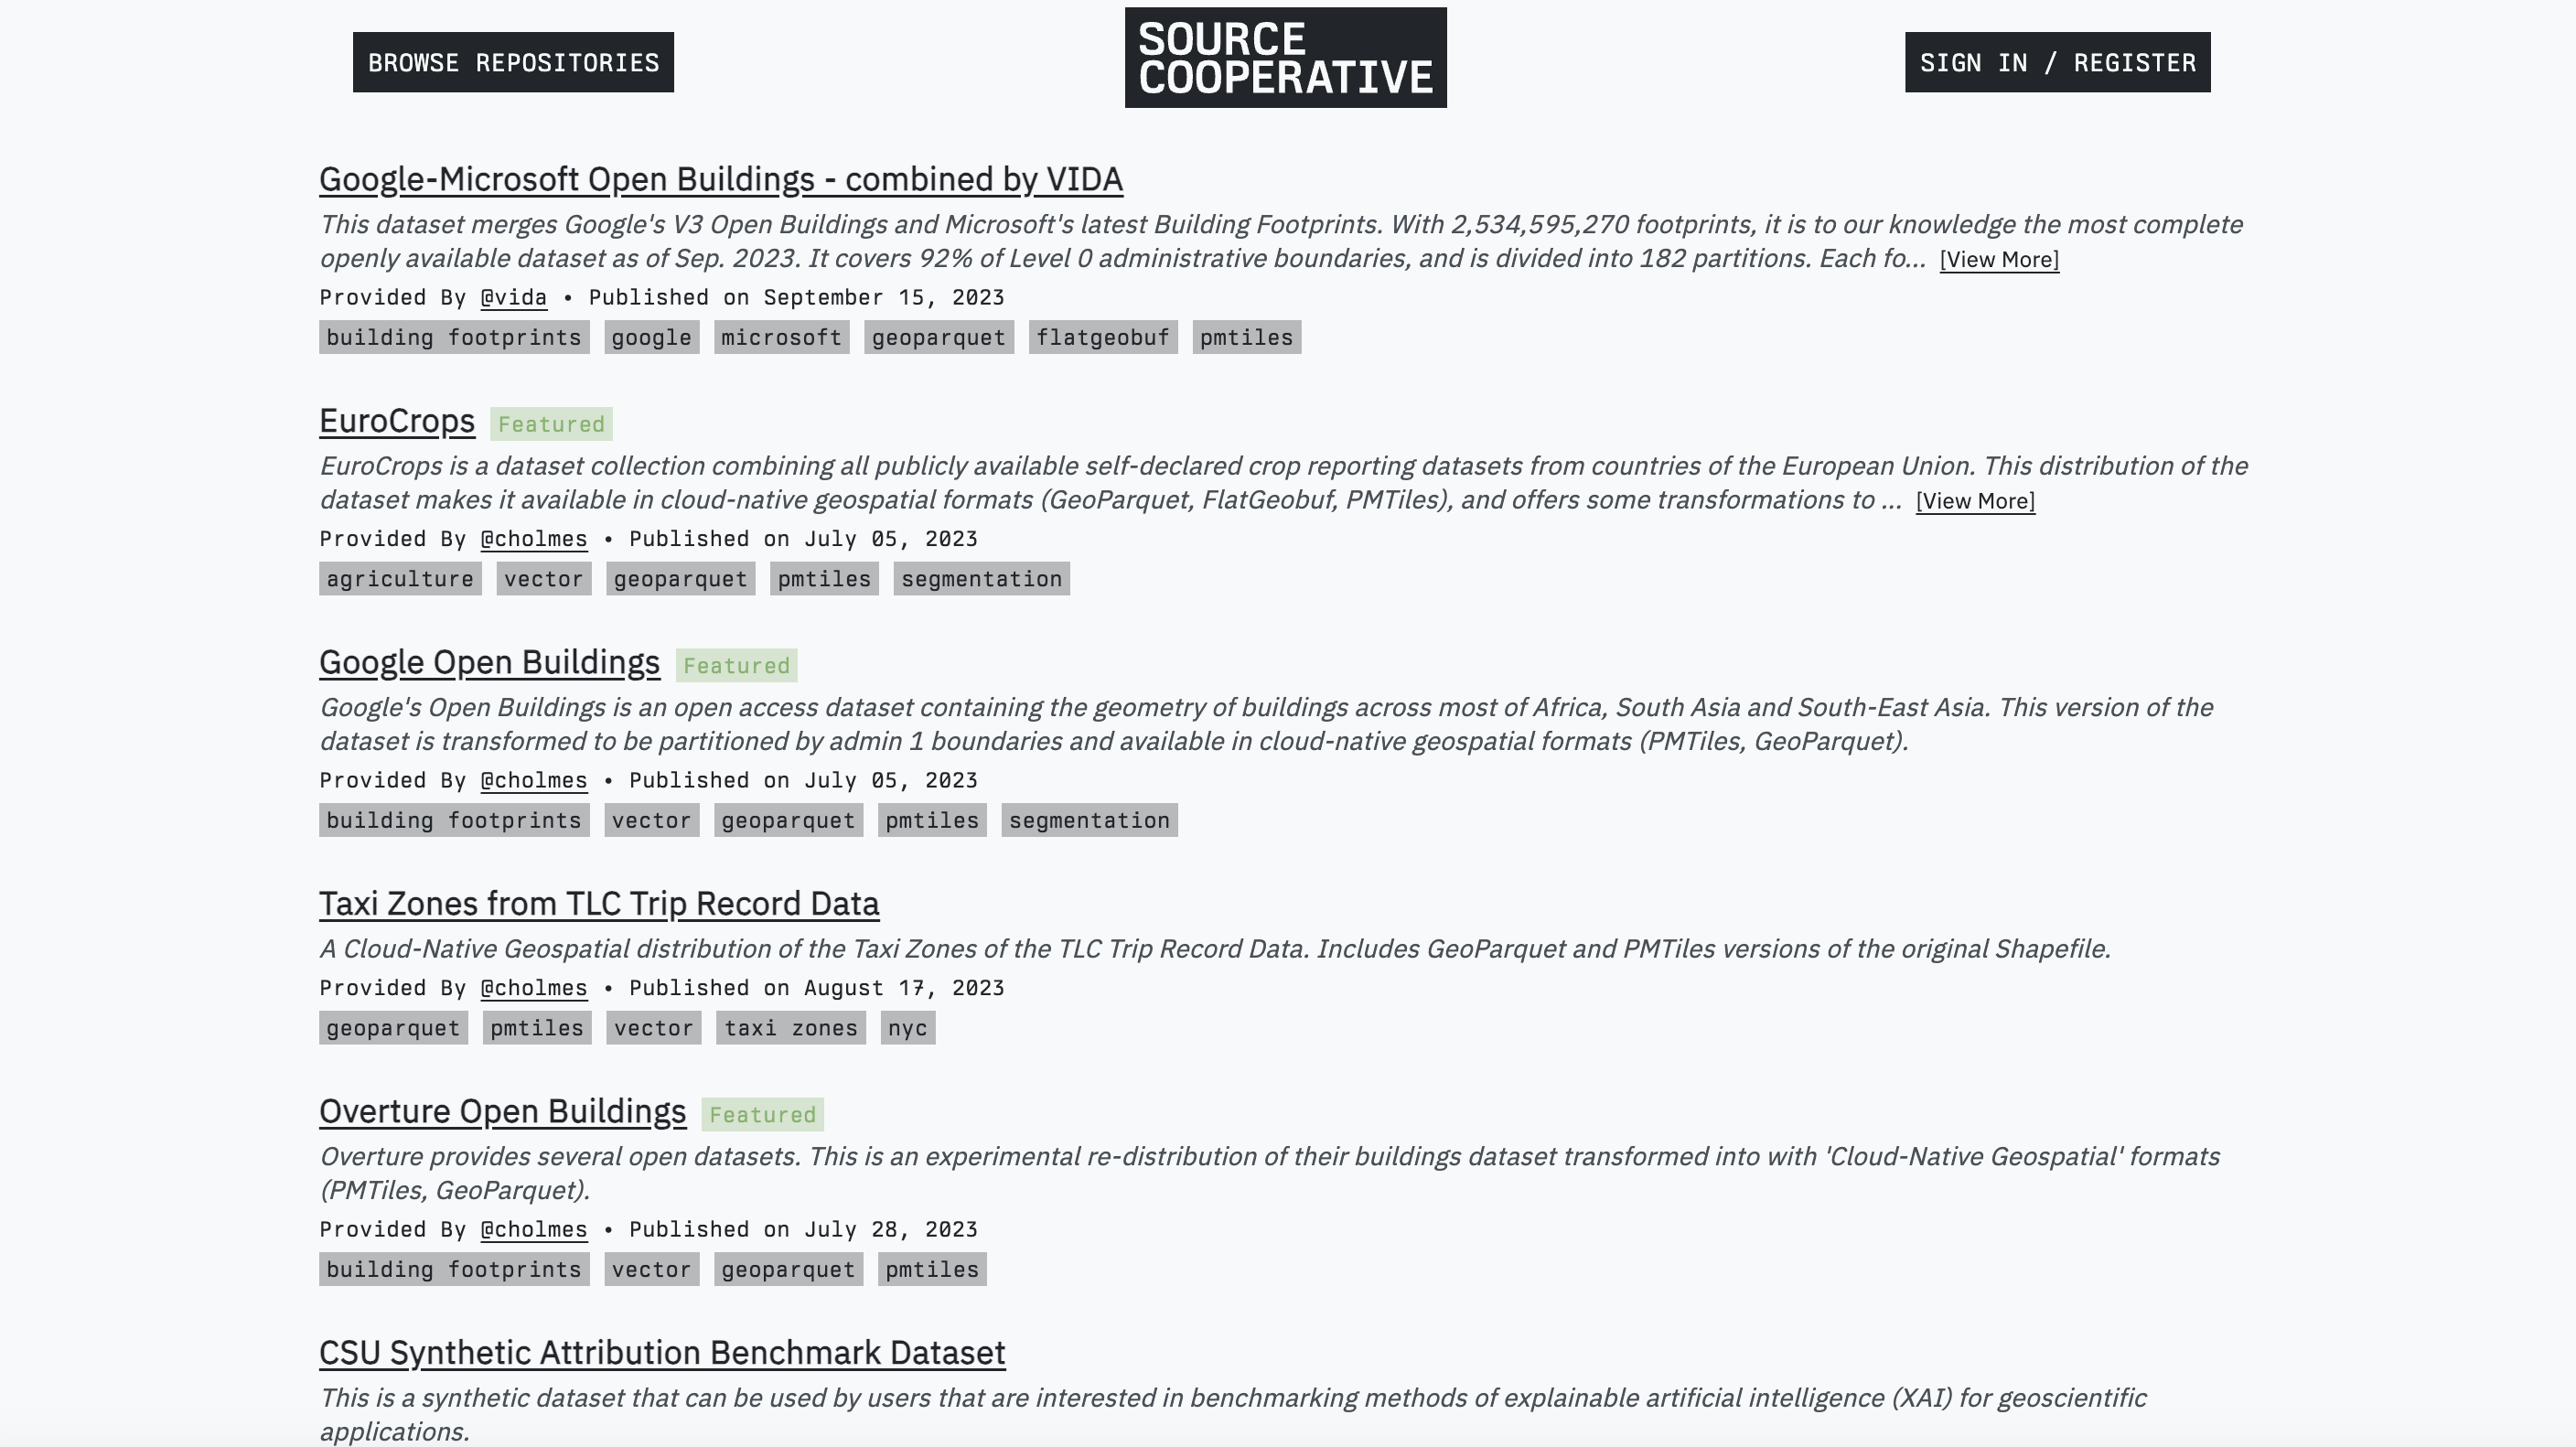 BROWSE REPOSITORIES
SOURCE
COOPERATIVE
SIGN IN / REGISTER
Google-Microsoft Open Buildings - combined by VIDA
This dataset merges Google's V3 Open Buildings and Microsoft's latest Building Footprints. With 2,534,595,270 footprints, it is to our knowledge the most complete
openly available dataset as of Sep. 2023. It covers 92% of Level 0 administrative boundaries, and is divided into 182 partitions. Each fo... [View More]
Provided By @vida • Published on September 15, 2023
building footprints google microsoft geoparquet flatgeobuf pmtiles
EuroCrops Featured
EuroCrops is a dataset collection combining all publicly available self-declared crop reporting datasets from countries of the European Union. This distribution of the
dataset makes it available in cloud-native geospatial formats (GeoParquet, FlatGeobuf, PMTiles), and offers some transformations to ... [View More]
Provided By @cholmes • Published on July 05, 2023
agriculture vector geoparquet pmtiles segmentation
Google Open Buildings Featured
Google's Open Buildings is an open access dataset containing the geometry of buildings across most of Africa, South Asia and South-East Asia. This version of the
dataset is transformed to be partitioned by admin 1 boundaries and available in cloud-native geospatial formats (PMTiles, GeoParquet).
Provided By @cholmes • Published on July 05, 2023
building footprints vector geoparquet pmtiles segmentation
Taxi Zones from TLC Trip Record Data
A Cloud-Native Geospatial distribution of the Taxi Zones of the TLC Trip Record Data. Includes GeoParquet and PMTiles versions of the original Shapefile.
Provided By @cholmes • Published on August 17, 2023
geoparquet pmtiles vector taxi zones nyc
Overture Open Buildings Featured
Overture provides several open datasets. This is an experimental re-distribution of their buildings dataset transformed into with 'Cloud-Native Geospatial' formats
(PMTiles, GeoParquet).
Provided By @cholmes • Published on July 28, 2023
building footprints vector geoparquet pmtiles
CSU Synthetic Attribution Benchmark Dataset
This is a synthetic dataset that can be used by users that are interested in benchmarking methods of explainable artificial intelligence (XAI) for geoscientific
applications.